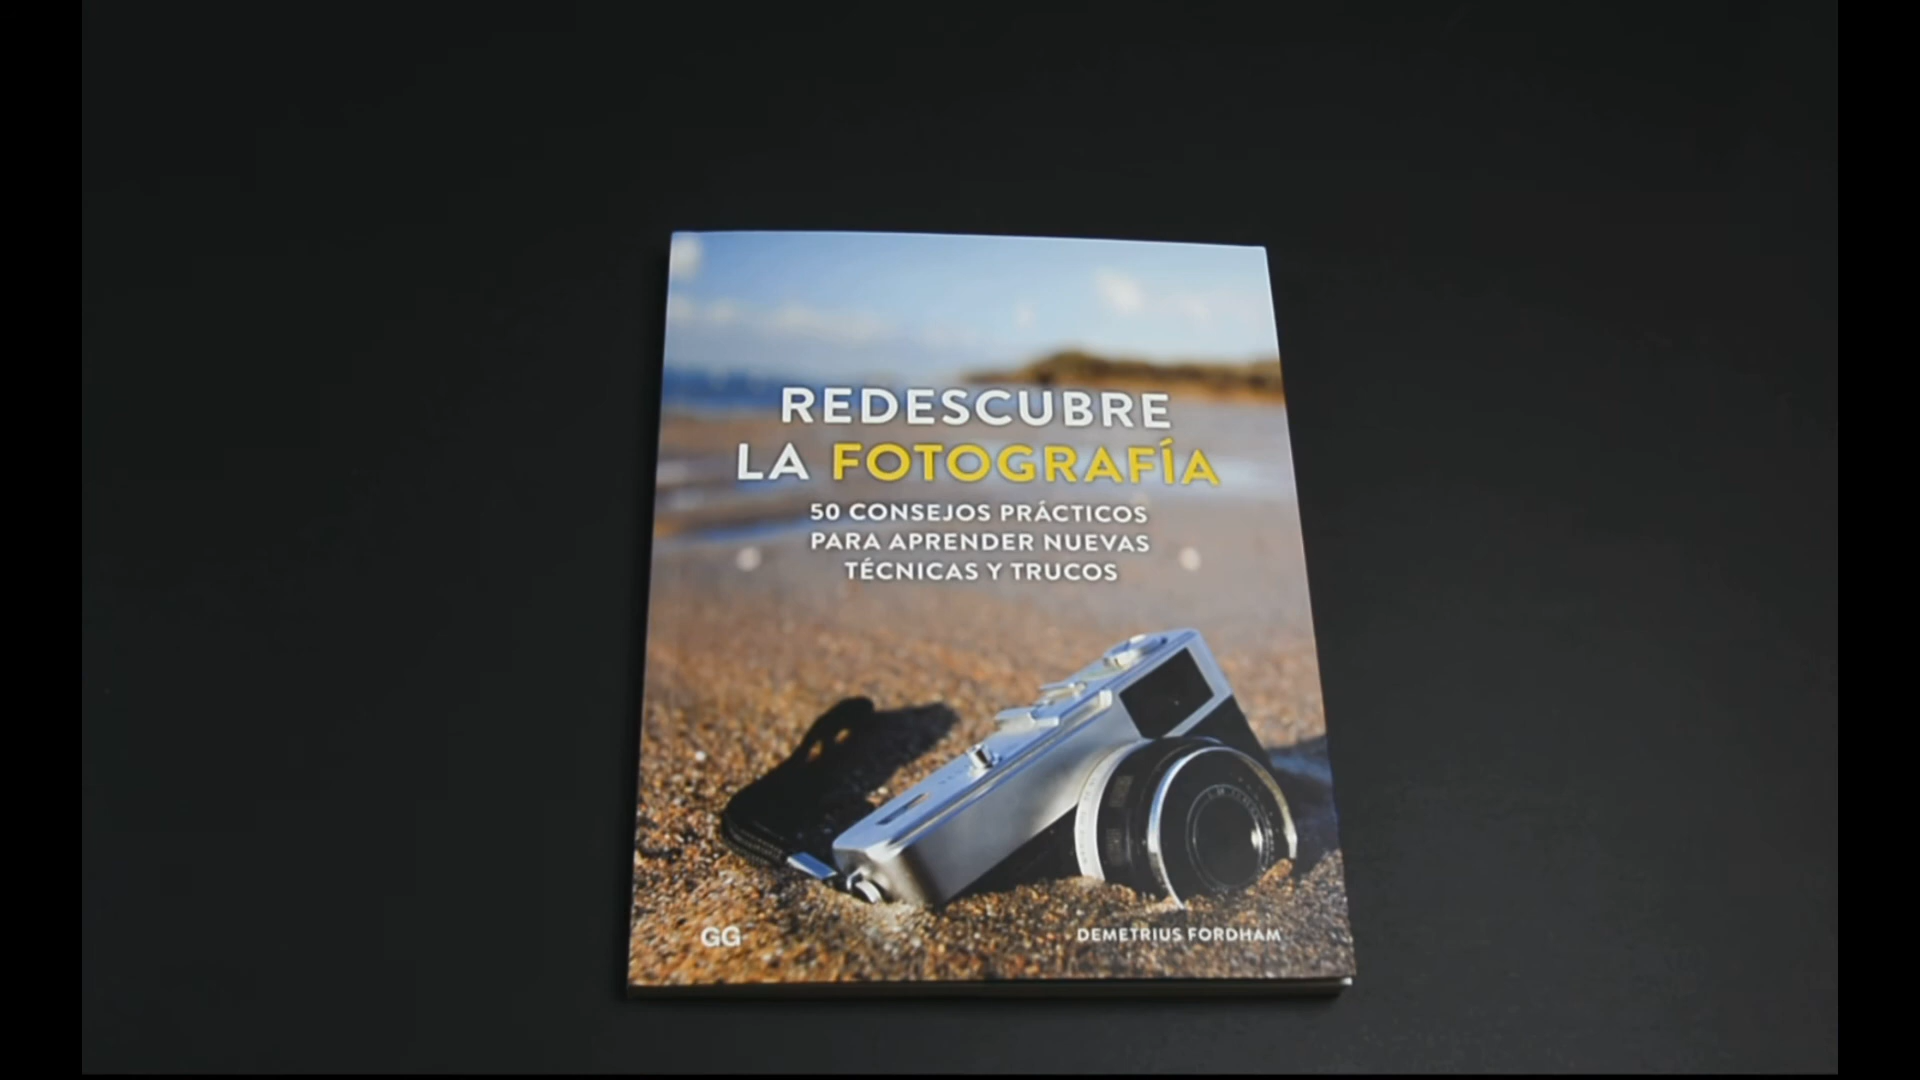 REDESCUBRE
LA FOTOGRAFÍA
50 CONSEJOS PRÁCTICOS
PARA APRENDER NUEVAS
TÉCNICAS Y TRUCOS
GG
DEMETRIUS FORDHAM